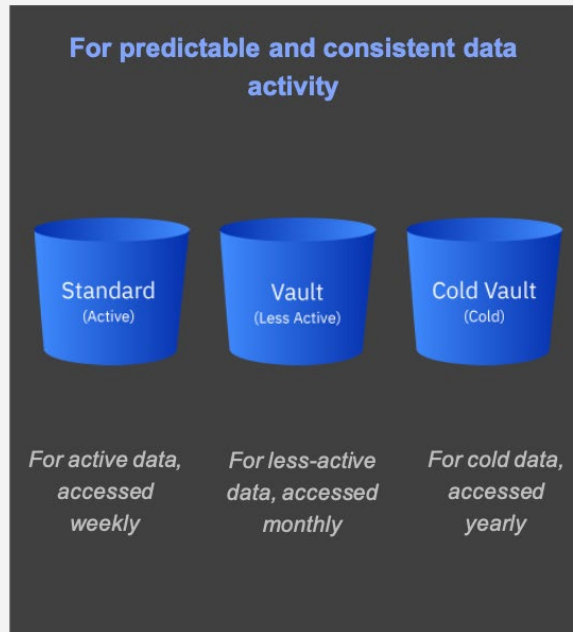 For predictable and consistent data
activity
Standard
(Active)
Vault
(Less Active)
Cold Vault
(Cold)
For active data,
accessed
weekly
For less-active
data, accessed
monthly
For cold data,
accessed
yearly